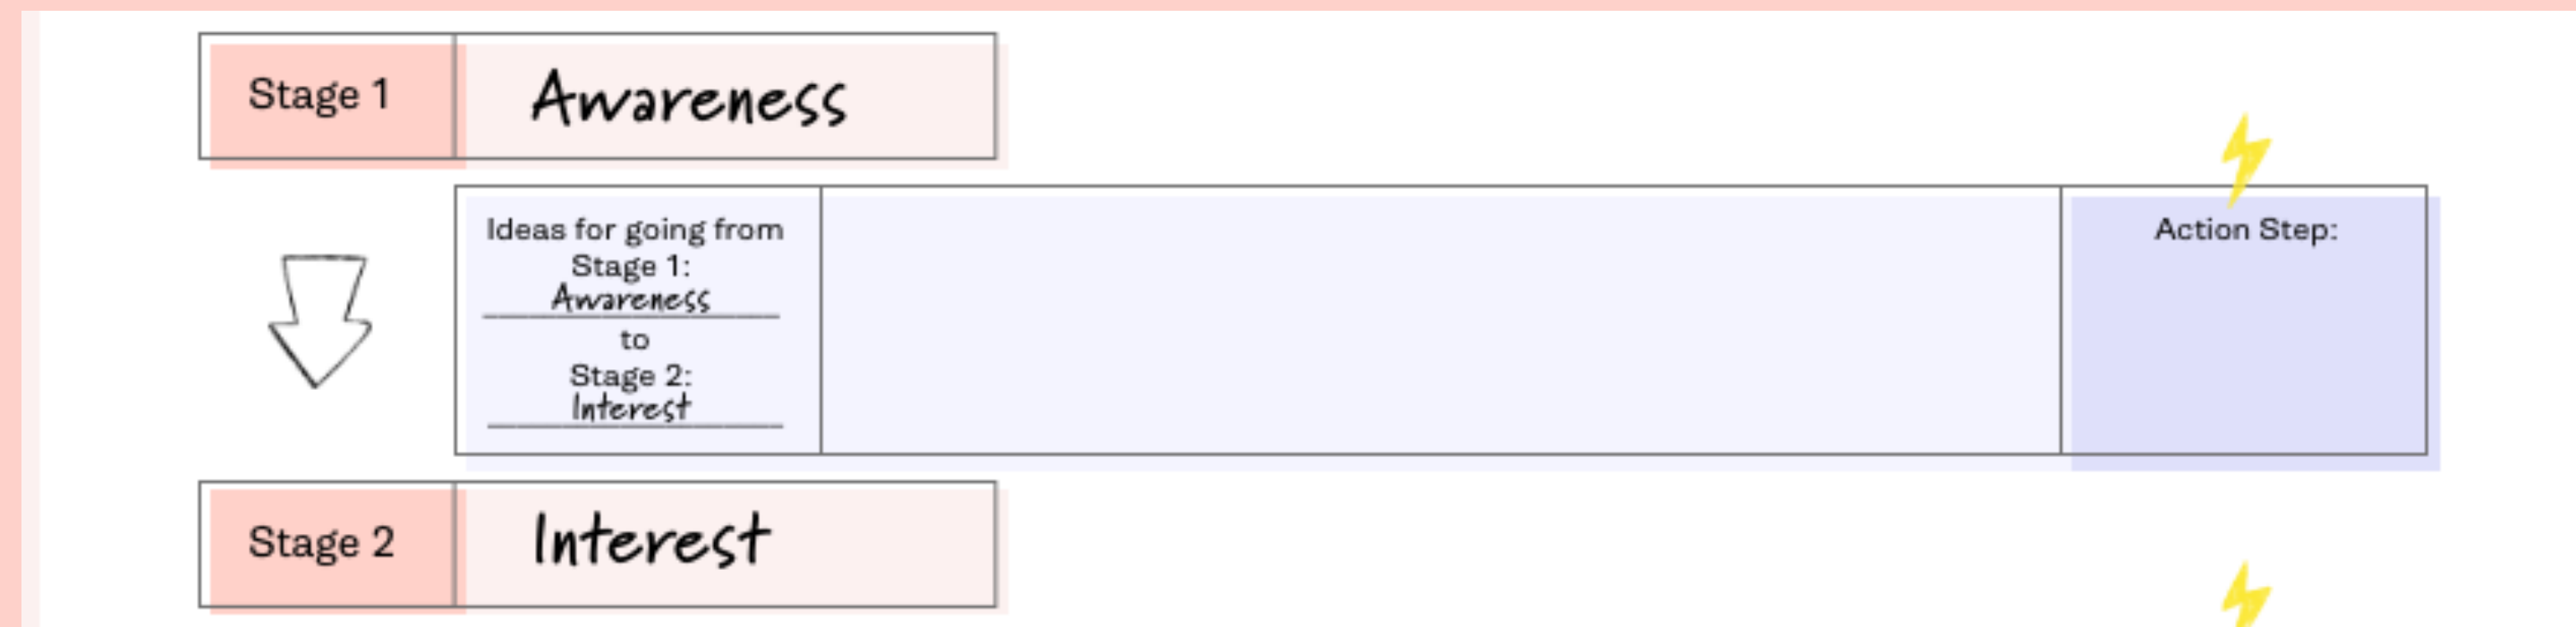 Stage 1
Awareness
Ideas for going from
Stage 1:
Awareness
to
Stage 2:
Interest
Action Step:
Stage 2
Interest